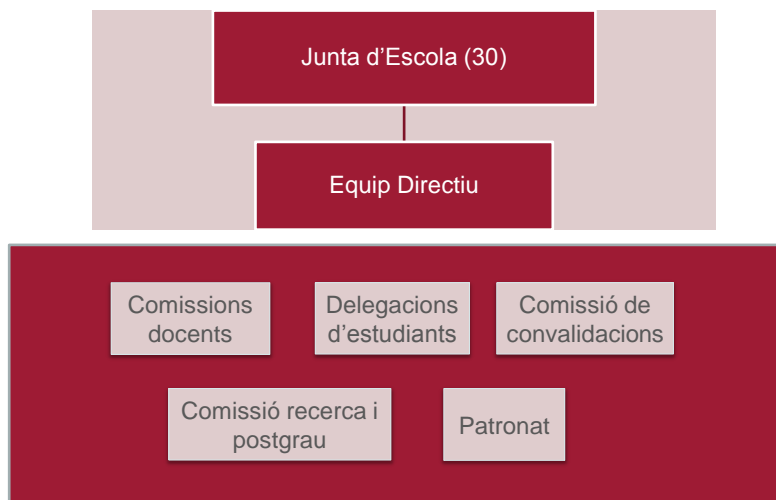 Junta d’Escola (30)
Equip Directiu
Comissions
docents
Delegacions
d’estudiants
Comissió de
convalidacions
Comissió recerca i
postgrau
Patronat